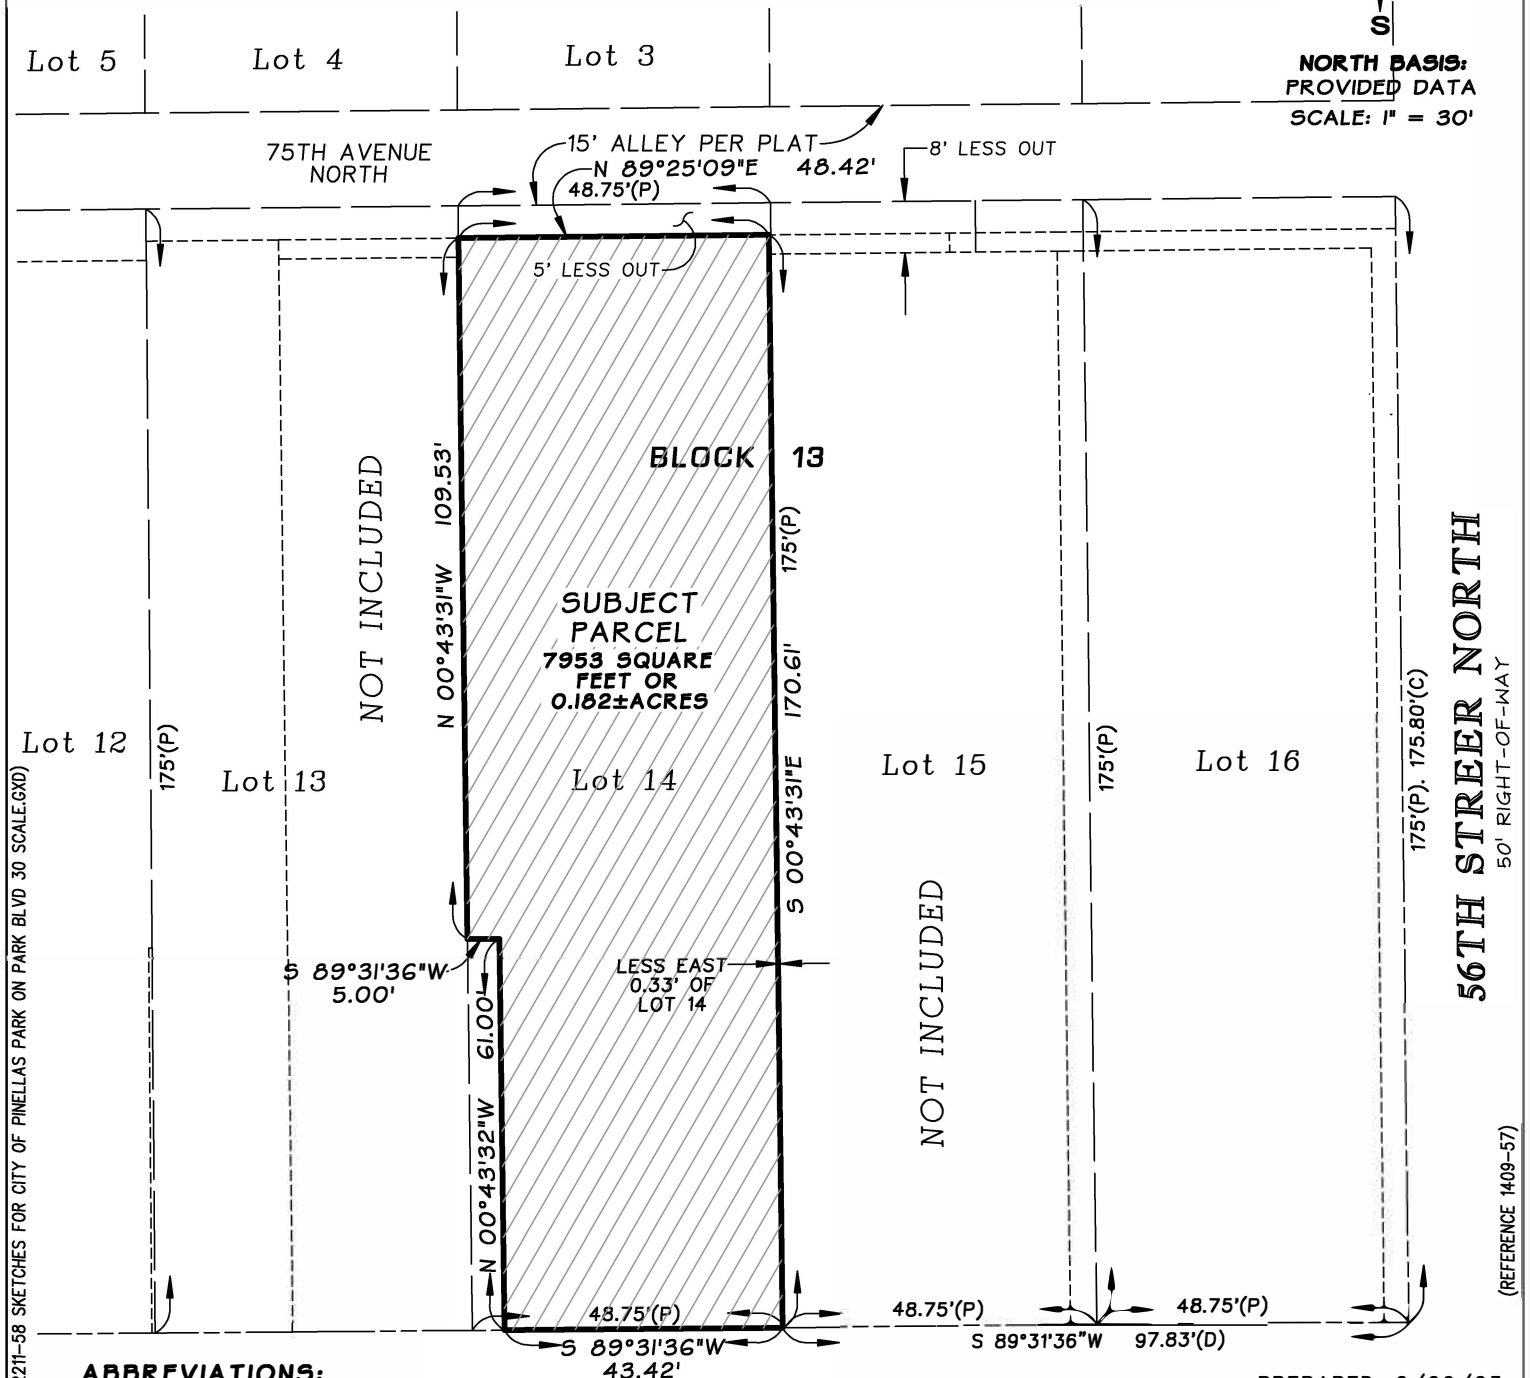 Lot 5
Lot 4
Lot 3
S
NORTH BASIS:
PROVIDED DATA
SCALE: 1" = 30'
75TH AVENUE
NORTH
15' ALLEY PER PLAT
N 89°25'09"E 48.42'
48.75'(P)
8' LESS OUT
5' LESS OUT
BLOCK 13
NOT INCLUDED
N 00°43'31"W 109.53'
175'(P)
SUBJECT
PARCEL
7953 SQUARE
FEET OR
0.182±ACRES
S 00°43'31"E 170.61'
Lot 12
175'(P)
Lot 13
Lot 14
Lot 15
175'(P)
Lot 16
175'(P). 175.80'(C)
56TH STREER NORTH
50' RIGHT-OF-WAY
S 89°31'36"W
5.00'
LESS EAST
0.33' OF
LOT 14
NOT INCLUDED
N 00°43'32"W 61.00'
2211-58 SKETCHES FOR CITY OF PINELLAS PARK ON PARK BLVD 30 SCALE.GXD)
(REFERENCE 1409-57)
48.75'(P)
48.75'(P)
48.75'(P)
S 89°31'36"W
43.42'
S 89°31'36"W 97.83'(D)
ABBREVIATIONS: